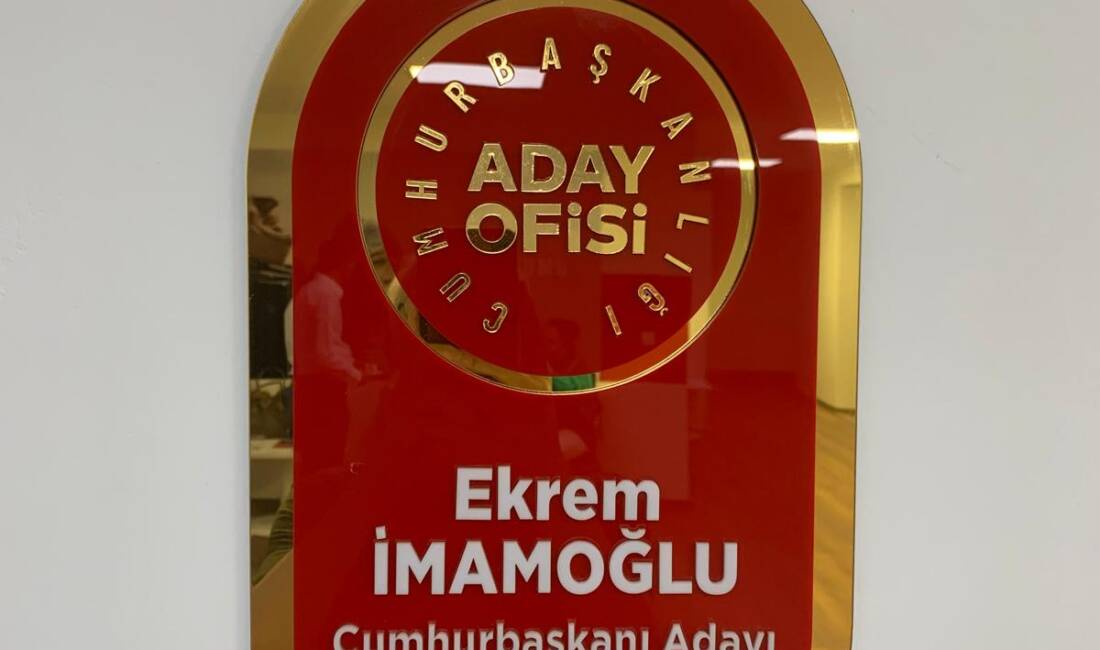 CUMHURBAŞKANLIĞI
ADAY
OFİSİ
Ekrem
İMAMOĞLU
Cumhurbaşkanı Adayı